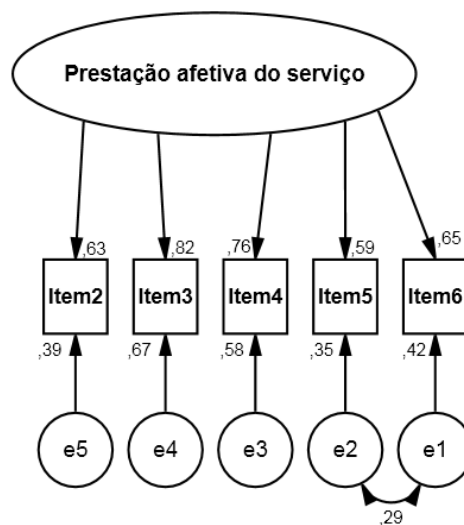 Prestação afetiva do serviço
,63 ,82 ,76 ,59 ,65
Item2 Item3 Item4 Item5 Item6
,39 ,67 ,58 ,35 ,42
e5 e4 e3 e2 e1
,29